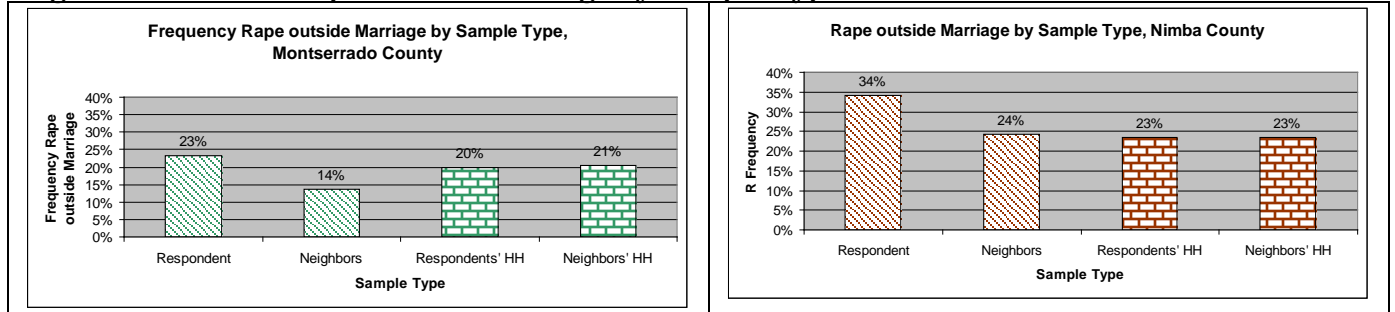 Frequency Rape outside Marriage by Sample Type,
Montserrado County
Frequency Rape
outside Marriage
40%
35%
30%
25%
20%
15%
10%
5%
0%
23%
14%
20%
21%
Respondent
Neighbors
Respondents' HH
Neighbors' HH
Sample Type
Rape outside Marriage by Sample Type, Nimba County
R Frequency
40%
35%
30%
25%
20%
15%
10%
5%
0%
34%
24%
23%
23%
Respondent
Neighbors
Respondents' HH
Neighbors' HH
Sample Type